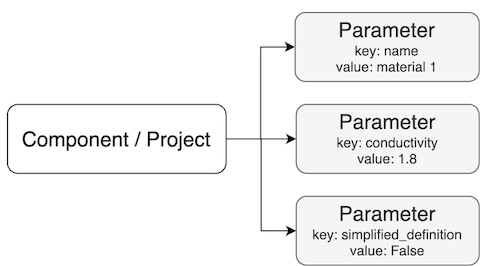 Component / Project
Parameter
key: name
value: material 1
Parameter
key: conductivity
value: 1.8
Parameter
key: simplified_definition
value: False